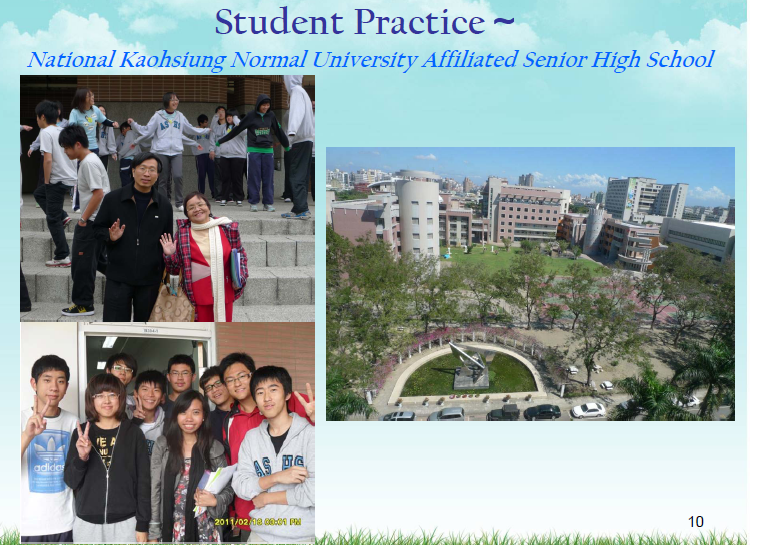 Student Practice ~
National Kaohsiung Normal University Affiliated Senior High School
adidas
2011/02/18 03:01 PM
10